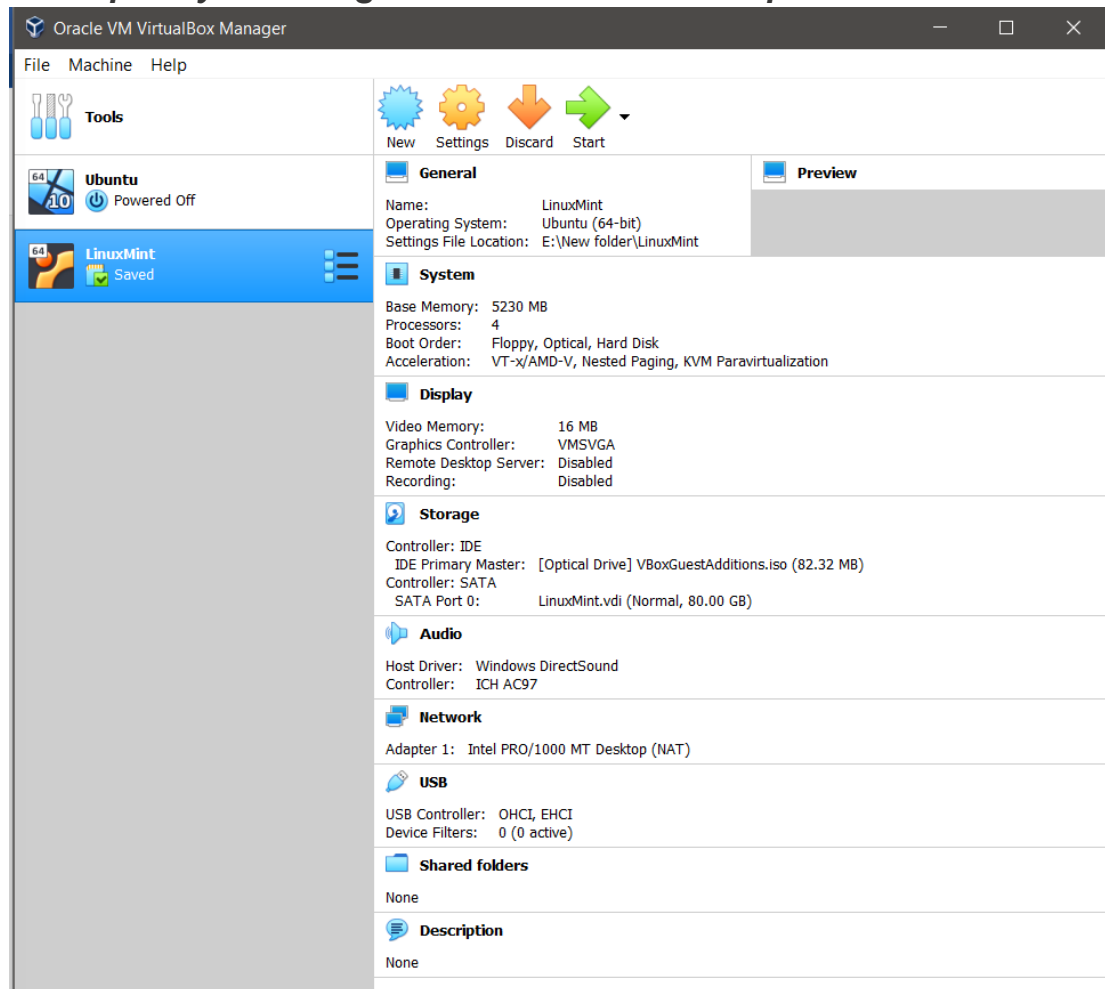 Oracle VM VirtualBox Manager
File Machine Help
Tools
New Settings Discard Start
64
10
Ubuntu
Powered Off
64
LinuxMint
Saved
General
Name: LinuxMint
Operating System: Ubuntu (64-bit)
Settings File Location: E:\New folder\LinuxMint
Preview
System
Base Memory: 5230 MB
Processors: 4
Boot Order: Floppy, Optical, Hard Disk
Acceleration: VT-x/AMD-V, Nested Paging, KVM Paravirtualization
Display
Video Memory: 16 MB
Graphics Controller: VMSVGA
Remote Desktop Server: Disabled
Recording: Disabled
Storage
Controller: IDE
IDE Primary Master: [Optical Drive] VBoxGuestAdditions.iso (82.32 MB)
Controller: SATA
SATA Port 0: LinuxMint.vdi (Normal, 80.00 GB)
Audio
Host Driver: Windows DirectSound
Controller: ICH AC97
Network
Adapter 1: Intel PRO/1000 MT Desktop (NAT)
USB
USB Controller: OHCI, EHCI
Device Filters: 0 (0 active)
Shared folders
None
Description
None